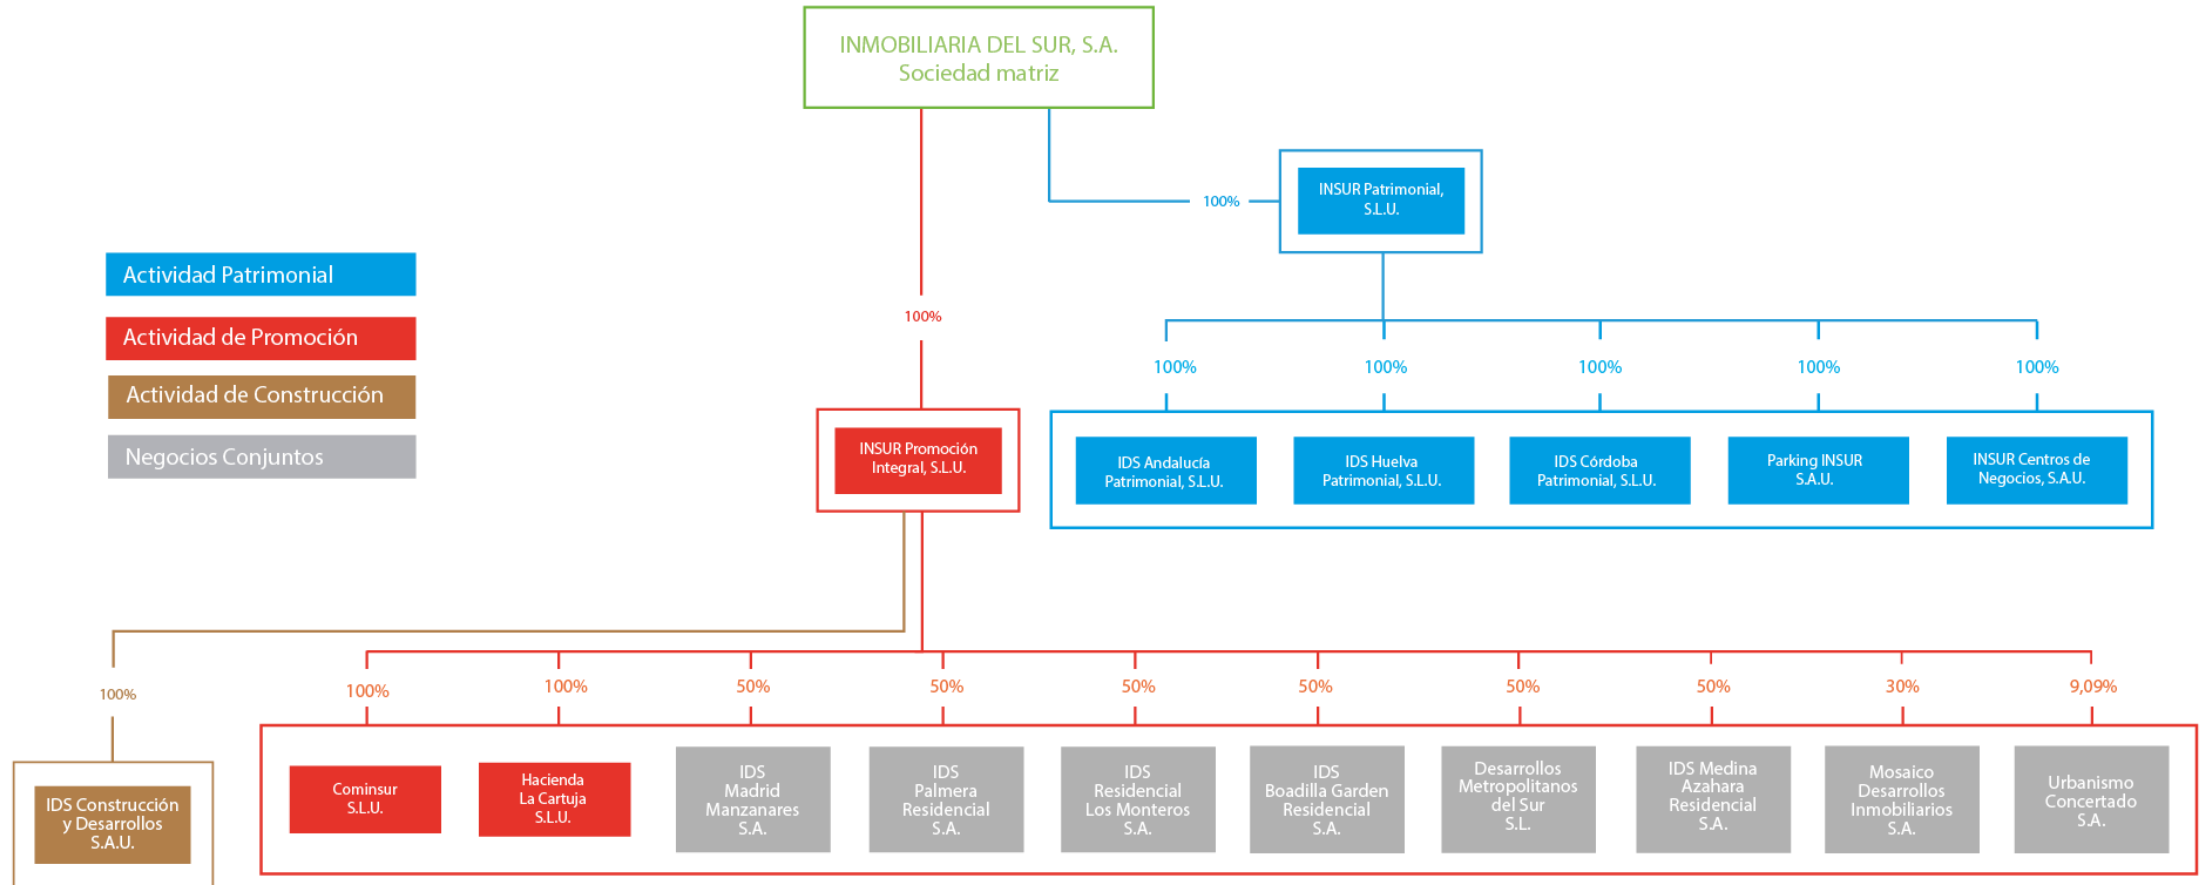 INMOBILIARIA DEL SUR, S.A.
Sociedad matriz
100%
INSUR Patrimonial,
S.L.U.
Actividad Patrimonial
Actividad de Promoción
Actividad de Construcción
Negocios Conjuntos
100%
100%
100%
100%
100%
100%
INSUR Promoción
Integral, S.L.U.
IDS Andalucía
Patrimonial, S.L.U.
IDS Huelva
Patrimonial, S.L.U.
IDS Córdoba
Patrimonial, S.L.U.
Parking INSUR
S.A.U.
INSUR Centros de
Negocios, S.A.U.
100%
100%
100%
50%
50%
50%
50%
50%
50%
30%
9,09%
IDS Construcción
y Desarrollos
S.A.U.
Cominsur
S.L.U.
Hacienda
La Cartuja
S.L.U.
IDS
Madrid
Manzanares
S.A.
IDS
Palmera
Residencial
S.A.
IDS
Residencial
Los Monteros
S.A.
IDS
Boadilla Garden
Residencial
S.A.
Desarrollos
Metropolitanos
del Sur
S.L.
IDS Medina
Azahara
Residencial
S.A.
Mosaico
Desarrollos
Inmobiliarios
S.A.
Urbanismo
Concertado
S.A.